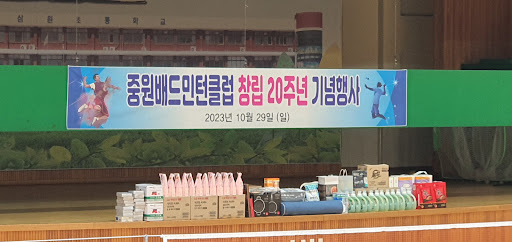 중원배드민턴클럽 창립 20주년 기념행사
2023년 10월 29일 (일)